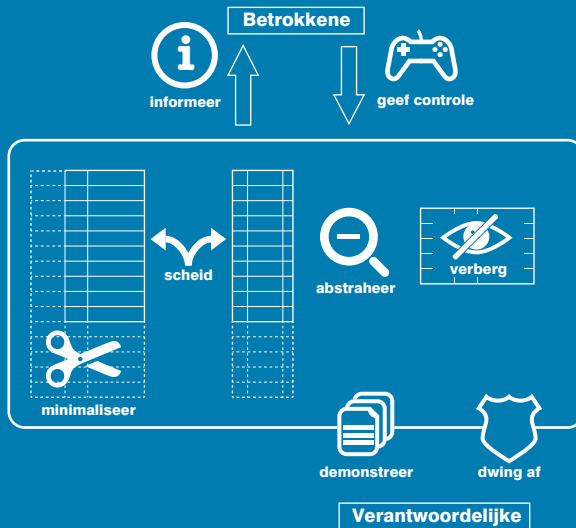 Betrokkene
informeer
geef controle
scheid
abstraheer
verberg
minimaliseer
demonstreer
dwing af
Verantwoordelijke